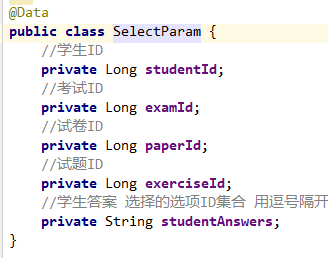 @Data
public class SelectParam {
//学生ID
private Long studentId;
//考试ID
private Long examId;
//试卷ID
private Long paperId;
//试题ID
private Long exerciseId;
//学生答案 选择的选项ID集合 用逗号隔开
private String studentAnswers;
}